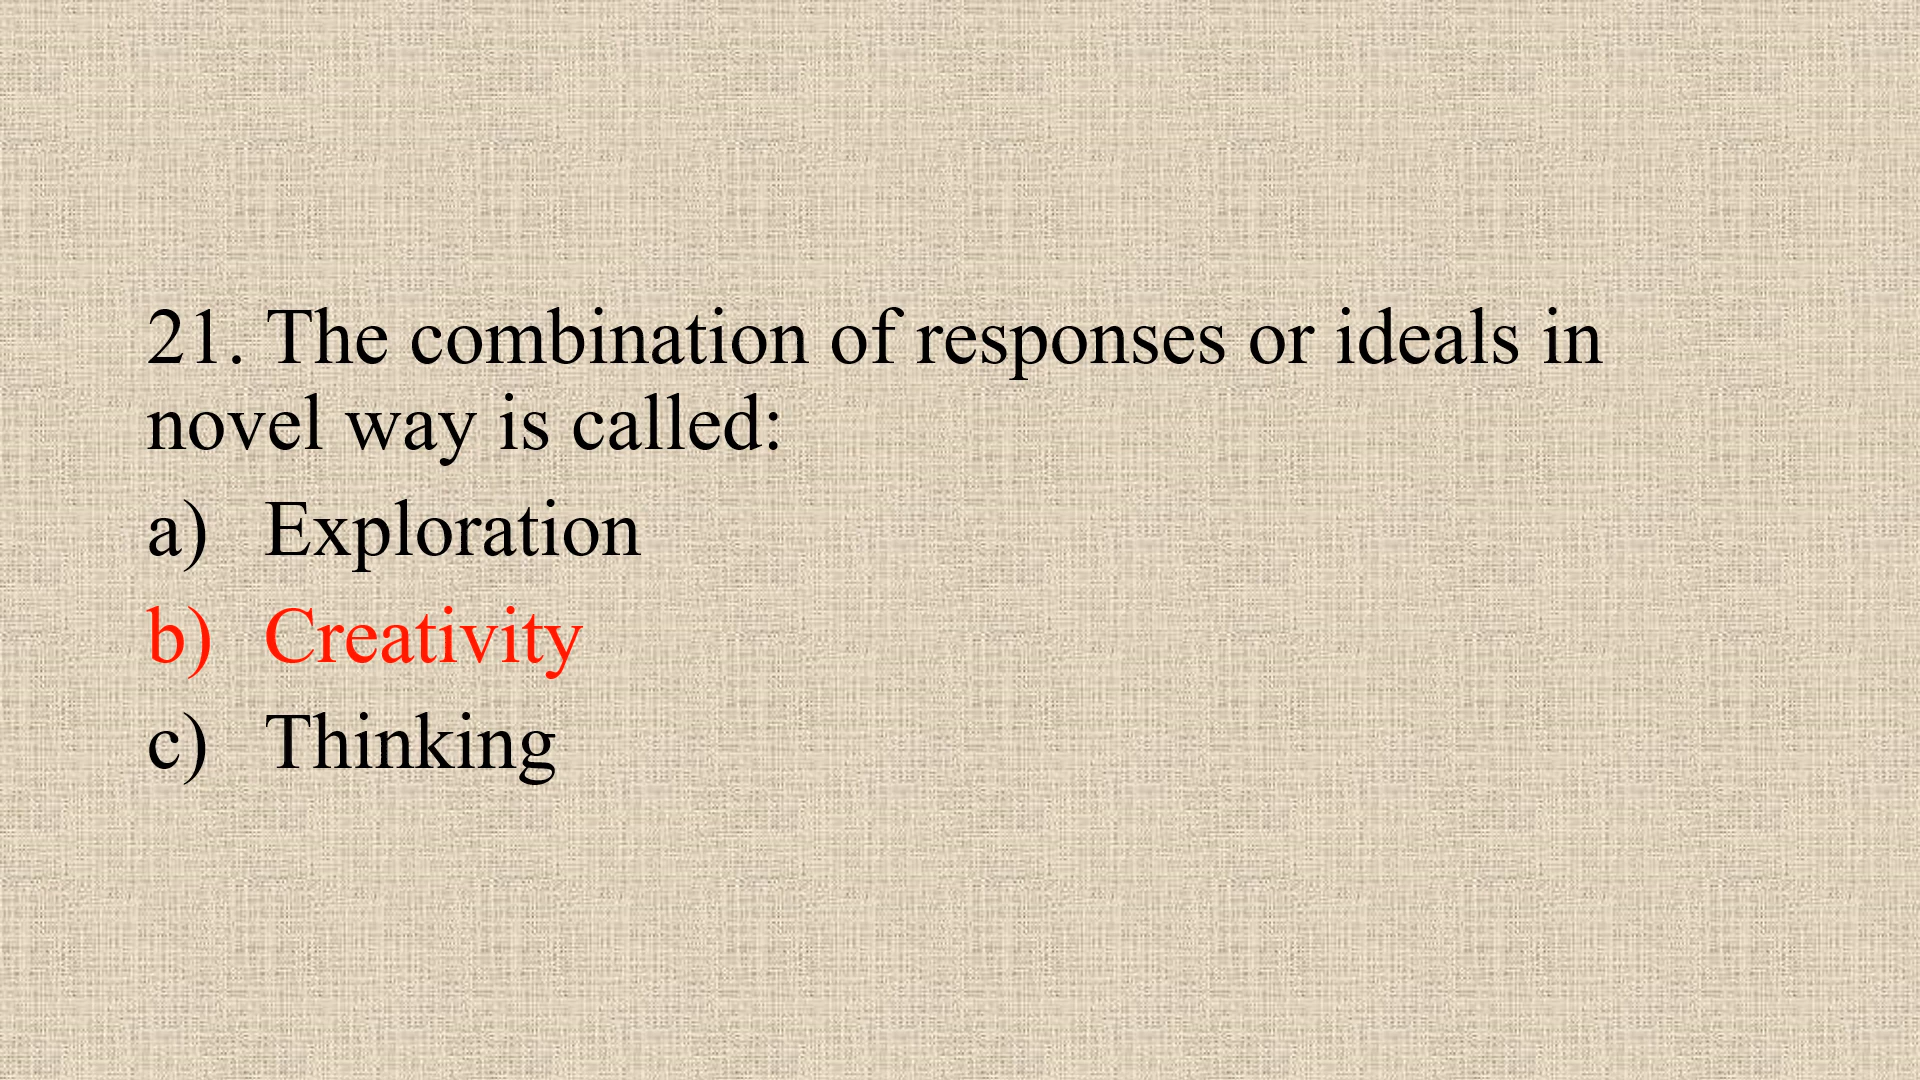 21. The combination of responses or ideals in
novel way is called:
a) Exploration
b) Creativity
c) Thinking